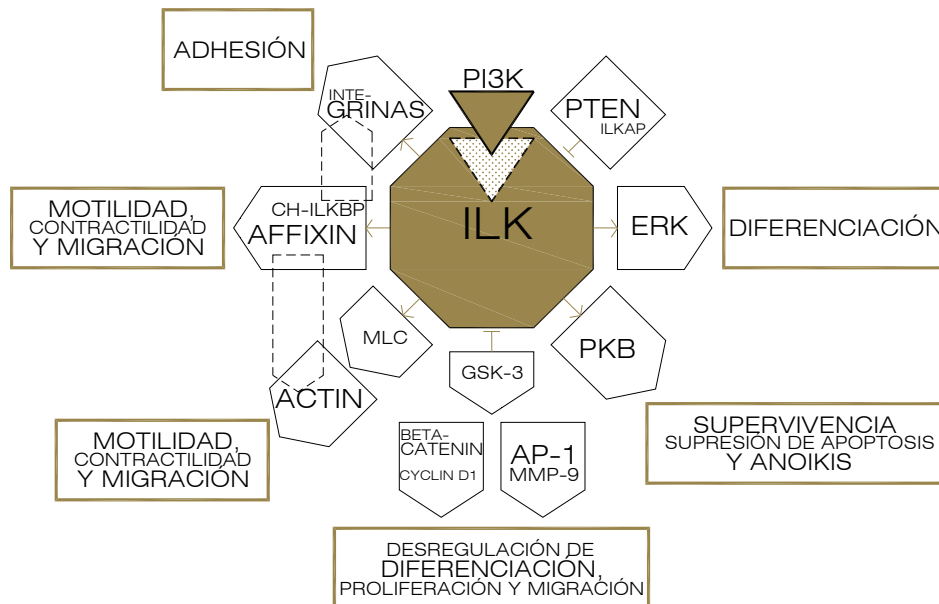 ADHESIÓN
PI3K
INTE-
GRINAS
PTEN
ILKAP
MOTILIDAD,
CONTRACTILIDAD
Y MIGRACIÓN
CH-ILKBP
AFFIXIN
ILK
ERK
DIFERENCIACIÓN
MLC
PKB
GSK-3
ACTIN
MOTILIDAD,
CONTRACTILIDAD
Y MIGRACIÓN
BETA-
CATENIN
CYCLIN D1
AP-1
MMP-9
SUPERVIVENCIA
SUPRESIÓN DE APOPTOSIS
Y ANOIKIS
DESREGULACIÓN DE
DIFERENCIACIÓN,
PROLIFERACIÓN Y MIGRACIÓN